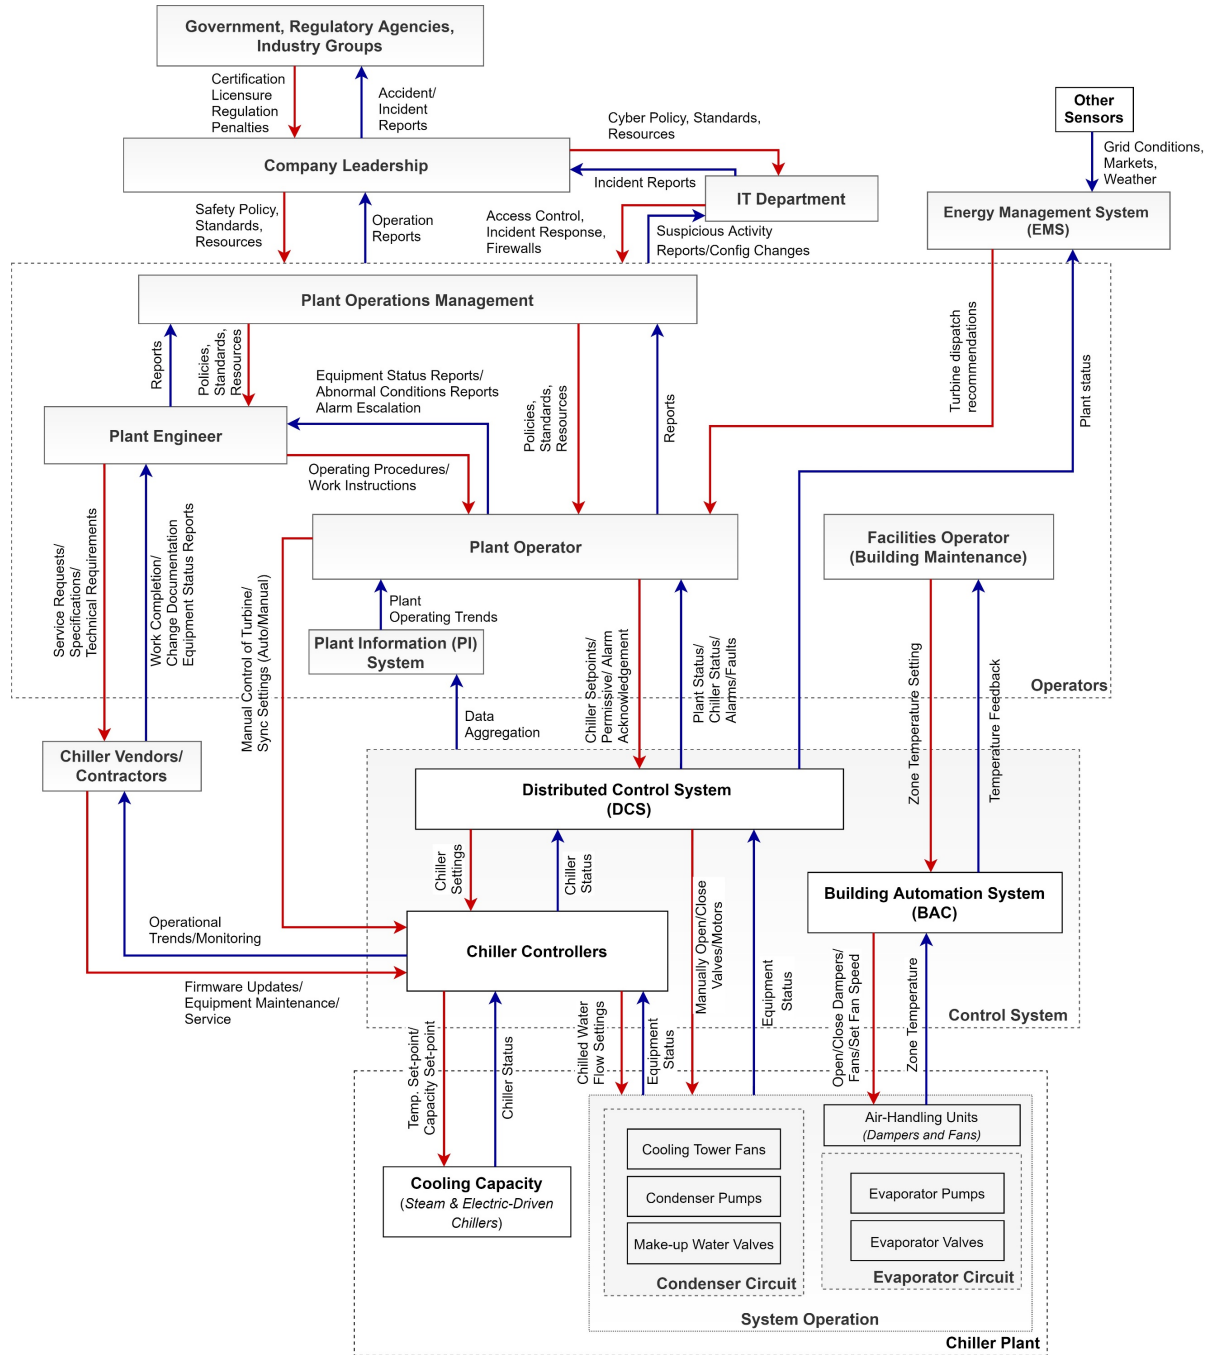 Government, Regulatory Agencies,
Industry Groups
Certification
Licensure
Regulation
Penalties
Accident/
Incident
Reports
Company Leadership
Cyber Policy, Standards,
Resources
Incident Reports
IT Department
Other
Sensors
Grid Conditions,
Markets,
Weather
Energy Management System
(EMS)
Safety Policy,
Standards,
Resources
Operation
Reports
Access Control,
Incident Response,
Firewalls
Suspicious Activity
Reports/Config Changes
Plant Operations Management
Reports
Policies,
Standards,
Resources
Equipment Status Reports/
Abnormal Conditions Reports
Alarm Escalation
Policies,
Standards,
Resources
Reports
Turbine dispatch
recommendations
Plant status
Plant Engineer
Operating Procedures/
Work Instructions
Plant Operator
Facilities Operator
(Building Maintenance)
Service Requests/
Specifications/
Technical Requirements
Work Completion/
Change Documentation
Equipment Status Reports
Manual Control of Turbine/
Sync Settings (Auto/Manual)
Plant
Operating Trends
Plant Information (PI)
System
Chiller Setpoints/
Permissive/ Alarm
Acknowledgement
Plant Status/
Chiller Status/
Alarms/Faults
Zone Temperature Setting
Temperature Feedback
Operators
Data
Aggregation
Chiller Vendors/
Contractors
Distributed Control System
(DCS)
Chiller
Settings
Chiller
Status
Manually Open/Close
Valves/Motors
Equipment
Status
Building Automation System
(BAC)
Operational
Trends/Monitoring
Chiller Controllers
Firmware Updates/
Equipment Maintenance/
Service
Control System
Temp. Set-point/
Capacity Set-point
Chiller Status
Chilled Water
Flow Settings
Equipment
Status
Open/Close Dampers/
Fans/Set Fan Speed
Zone Temperature
Air-Handling Units
(Dampers and Fans)
Cooling Capacity
(Steam & Electric-Driven
Chillers)
Cooling Tower Fans
Condenser Pumps
Make-up Water Valves
Condenser Circuit
Evaporator Pumps
Evaporator Valves
Evaporator Circuit
System Operation
Chiller Plant